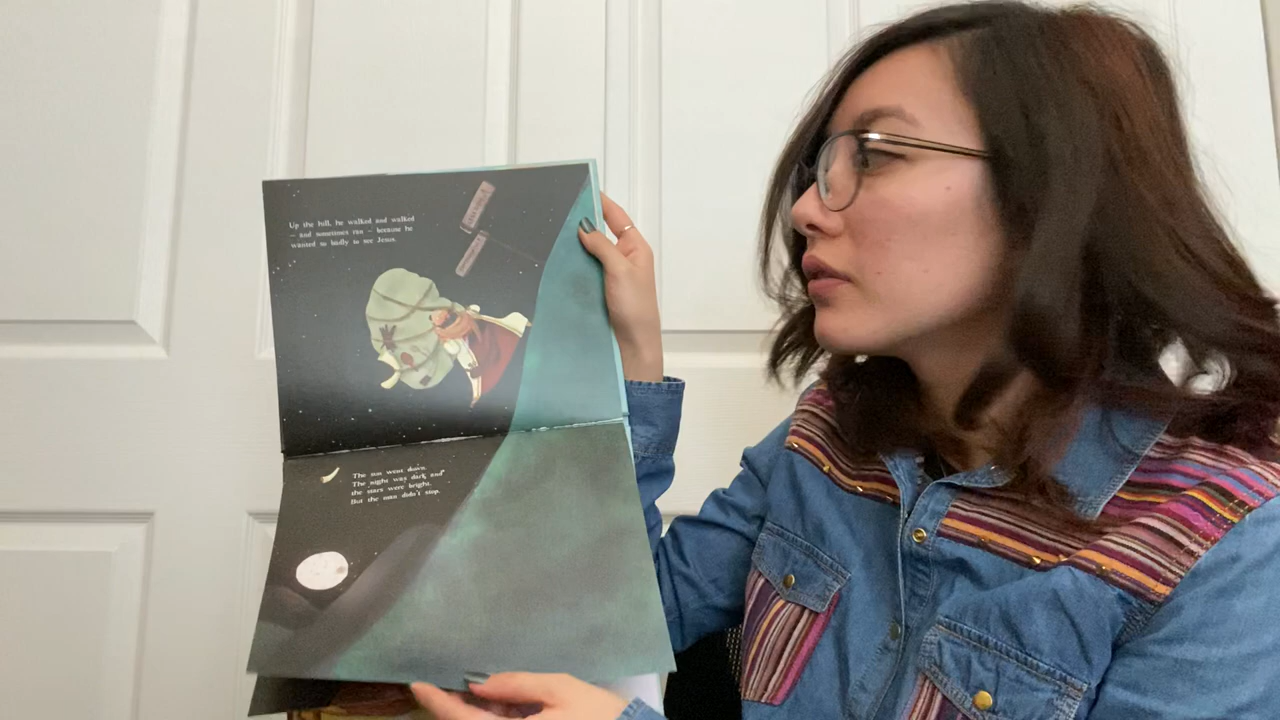 Up the hill, he walked and walked
– and sometimes ran – because he
wanted so badly to see Jesus.
The sun went down.
The night was dark and
the stars were bright.
But the man didn't stop.